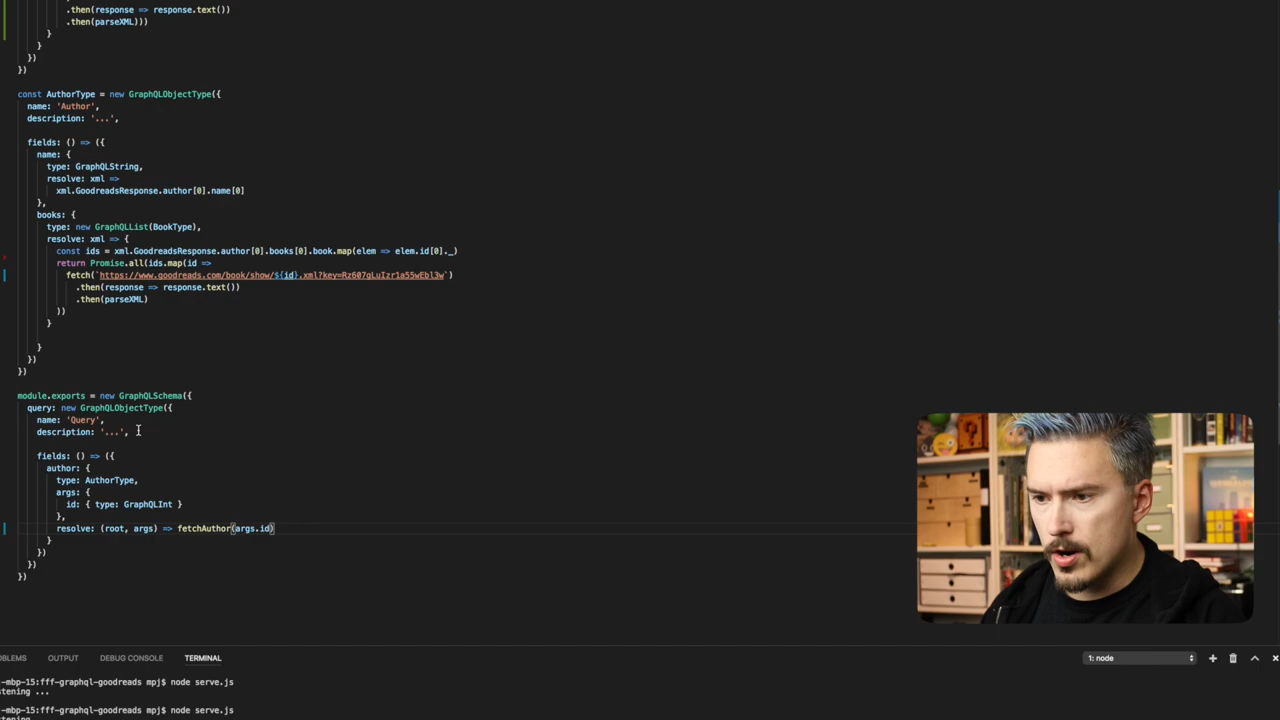 .then(response => response.text())
.then(parseXML)))
}
}
})
})
const AuthorType = new GraphQLObjectType({
name: 'Author',
description: '...',
fields: () => ({
name: {
type: GraphQLString,
resolve: xml =>
xml.GoodreadsResponse.author[0].name[0]
},
books: {
type: new GraphQLList(BookType),
resolve: xml => {
const ids = xml.GoodreadsResponse.author[0].books[0].book.map(elem => elem.id[0]._)
return Promise.all(ids.map(id =>
fetch(`https://www.goodreads.com/book/show/${id}.xml?key=Rz607gLuIzr1a55wEbl3w`)
.then(response => response.text())
.then(parseXML)
))
}
}
})
})
module.exports = new GraphQLSchema({
query: new GraphQLObjectType({
name: 'Query',
description: '...',
fields: () => ({
author: {
type: AuthorType,
args: {
id: { type: GraphQLInt }
},
resolve: (root, args) => fetchAuthor(args.id)
}
})
})
})
OBLEMS OUTPUT DEBUG CONSOLE TERMINAL 1: node
-mbp-15:fff-graphql-goodreads mpj$ node serve.js
stening ...
-mbp-15:fff-graphql-goodreads mpj$ node serve.js